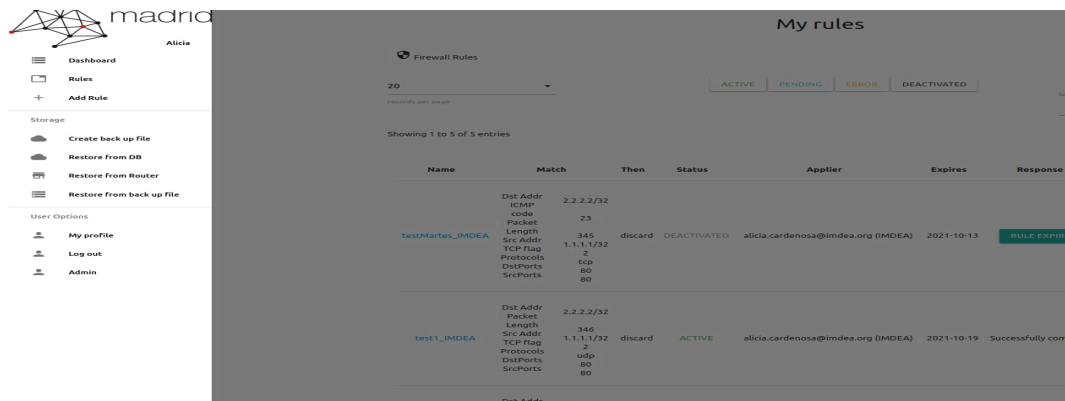 madrid
Alicia
Dashboard
Rules
Add Rule
Storage
Create back up file
Restore from DB
Restore from Router
Restore from back up file
User Options
My profile
Log out
Admin
My rules
Firewall Rules
20
records per page
ACTIVE PENDING ERROR DEACTIVATED
Showing 1 to 5 of 5 entries
Name Match Then Status Applier Expires Response
testMartes_IMDEA
Dst Addr
ICMP
code
Packet
Length
Src Addr
TCP flag
Protocols
DstPorts
SrcPorts
2.2.2.2/32
23
345
1.1.1.1/32
2
tcp
80
80
discard DEACTIVATED alicia.cardenosa@imdea.org (IMDEA) 2021-10-13 RULE EXPIR
test1_IMDEA
Dst Addr
Packet
Length
Src Addr
TCP flag
Protocols
DstPorts
SrcPorts
2.2.2.2/32
346
1.1.1.1/32
2
udp
80
80
discard ACTIVE alicia.cardenosa@imdea.org (IMDEA) 2021-10-19 Successfully com
Dst Addr